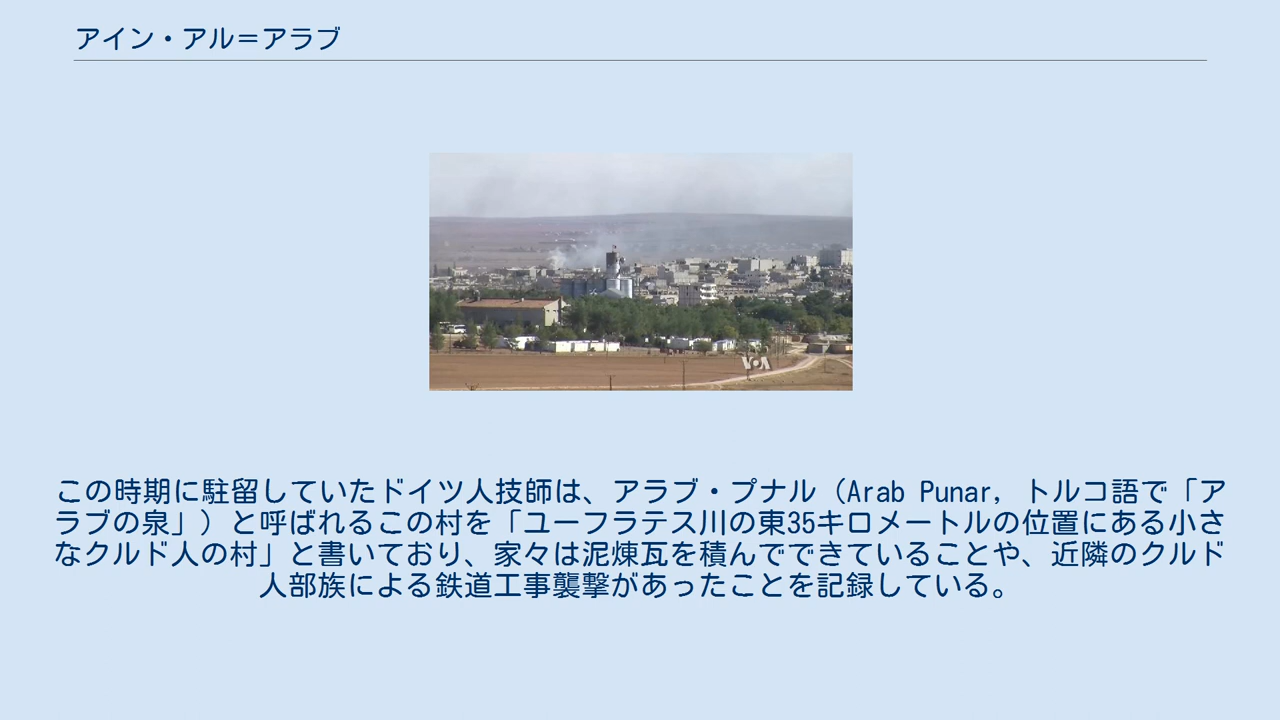 アイン・アル＝アラブ
VOA
この時期に駐留していたドイツ人技師は、アラブ・プナル（Arab Punar, トルコ語で「ア
ラブの泉」）と呼ばれるこの村を「ユーフラテス川の東35キロメートルの位置にある小さ
なクルド人の村」と書いており、家々は泥煉瓦を積んでできていることや、近隣のクルド
人部族による鉄道工事襲撃があったことを記録している。